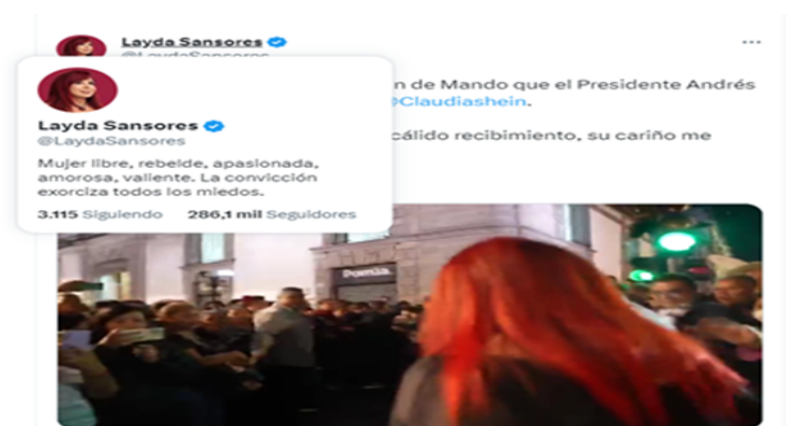 Layda Sansores
@LaydaSansores
n de Mando que el Presidente Andrés
@Claudiashein.
cálido recibimiento, su cariño me
Layda Sansores
@LaydaSansores
Mujer libre, rebelde, apasionada,
amorosa, valiente. La convicción
exorciza todos los miedos.
3.115 Siguiendo 286,1 mil Seguidores